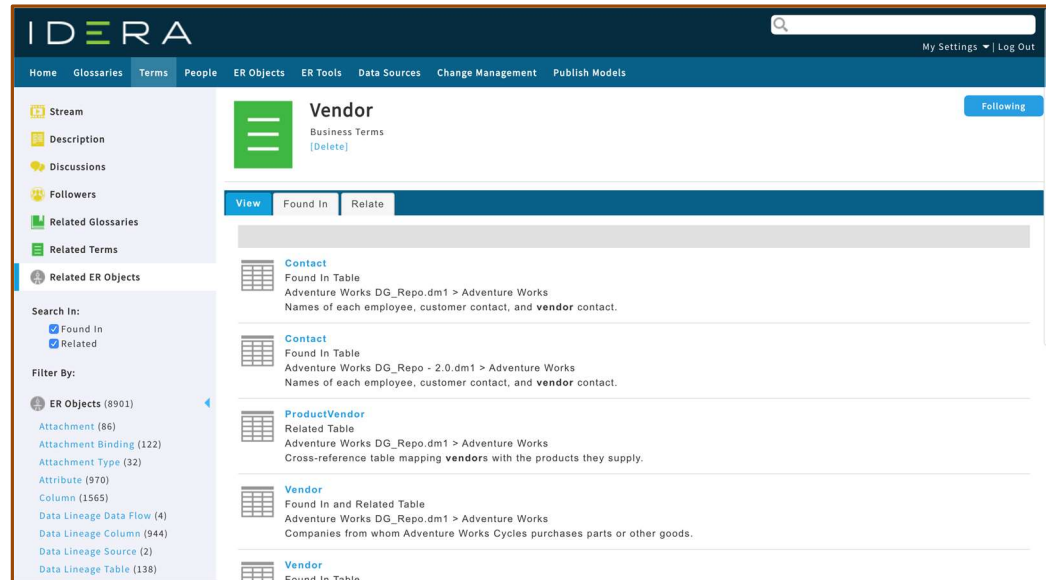 IDERA
My Settings ▼ | Log Out
Home Glossaries Terms People ER Objects ER Tools Data Sources Change Management Publish Models
Stream
Description
Discussions
Followers
Related Glossaries
Related Terms
Related ER Objects
Search In:
Found In
Related
Filter By:
ER Objects (8901)
Attachment (86)
Attachment Binding (122)
Attachment Type (32)
Attribute (970)
Column (1565)
Data Lineage Data Flow (4)
Data Lineage Column (944)
Data Lineage Source (2)
Data Lineage Table (138)
Vendor
Business Terms
[Delete]
Following
View Found In Relate
Contact
Found In Table
Adventure Works DG_Repo.dm1 > Adventure Works
Names of each employee, customer contact, and vendor contact.
Contact
Found In Table
Adventure Works DG_Repo - 2.0.dm1 > Adventure Works
Names of each employee, customer contact, and vendor contact.
ProductVendor
Related Table
Adventure Works DG_Repo.dm1 > Adventure Works
Cross-reference table mapping vendors with the products they supply.
Vendor
Found In and Related Table
Adventure Works DG_Repo.dm1 > Adventure Works
Companies from whom Adventure Works Cycles purchases parts or other goods.
Vendor
Found In Table